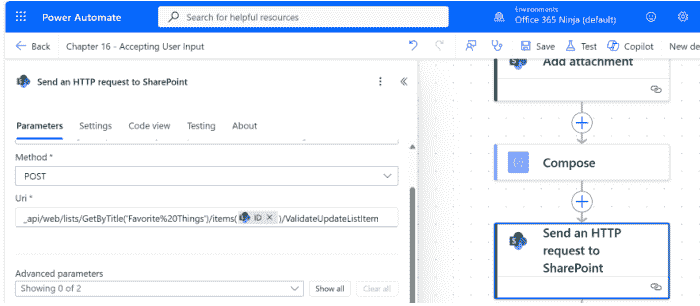 Power Automate
Search for helpful resources
Environments
Office 365 Ninja (default)
Back
Chapter 16 - Accepting User Input
Save
Test
Copilot
New de
Send an HTTP request to SharePoint
Parameters
Settings
Code view
Testing
About
Method *
POST
Uri *
_api/web/lists/GetByTitle('Favorite%20Things')/items( ID × )/ValidateUpdateListItem
Advanced parameters
Showing 0 of 2
Show all
Clear all
Add attachment
Compose
Send an HTTP
request to
SharePoint